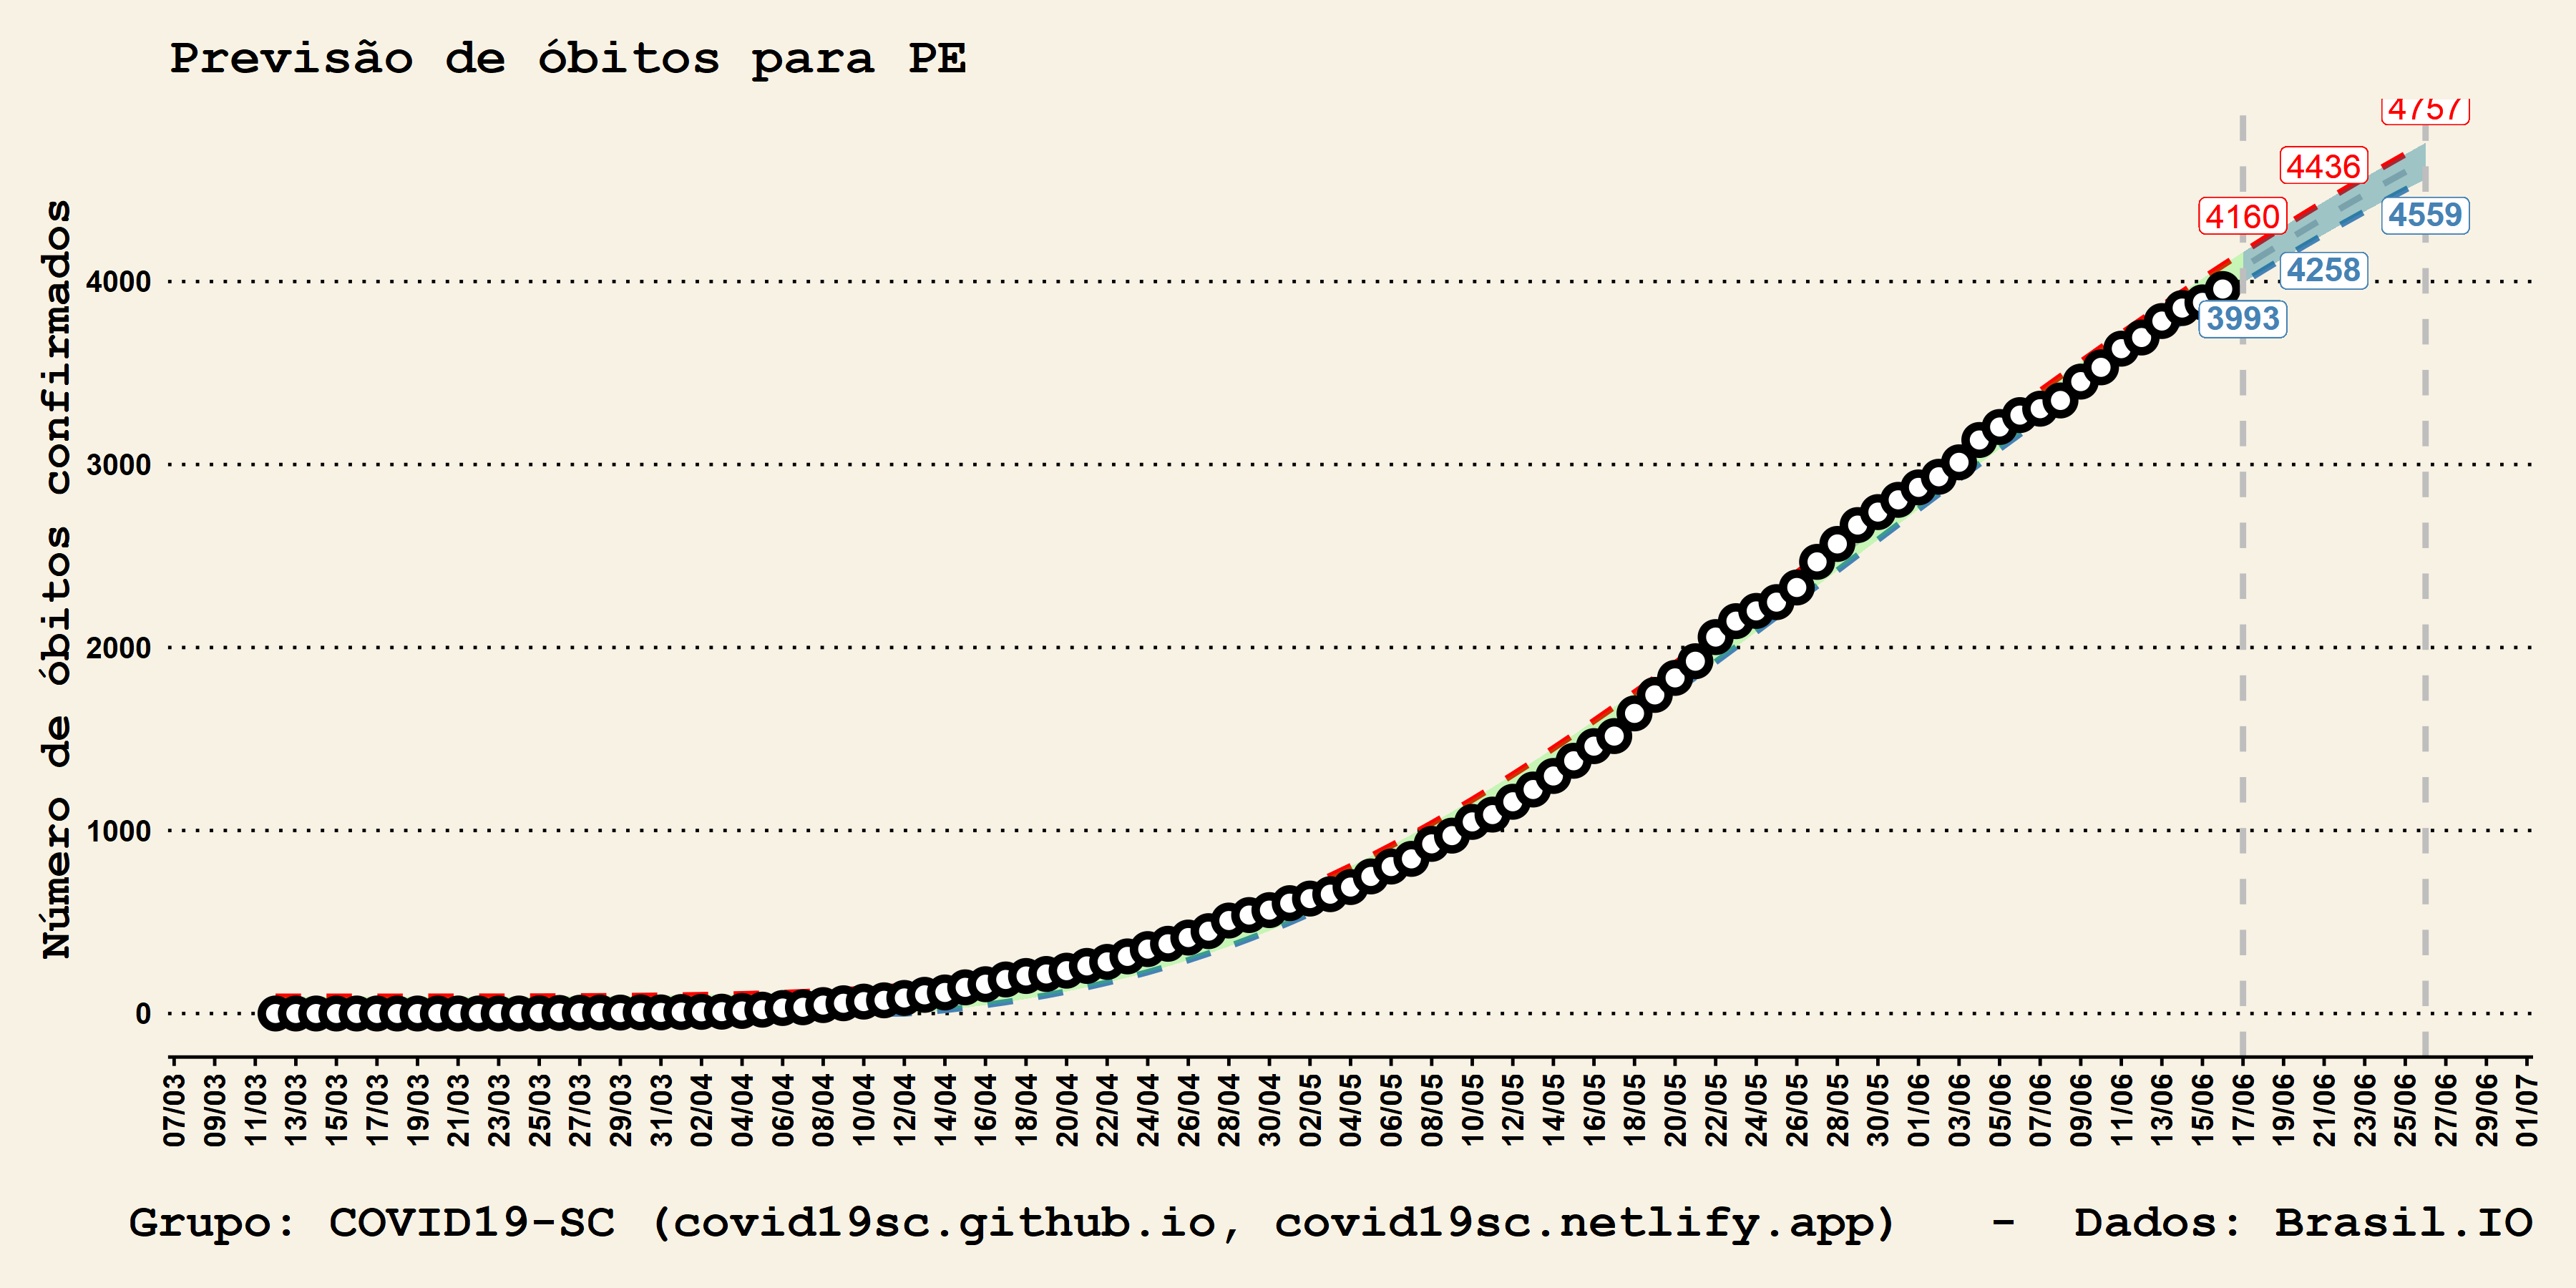 Previsão de óbitos para PE
Número de óbitos confirmados
4757
4436
4160
4559
4258
3993
4000
3000
2000
1000
0
07/03 09/03 11/03 13/03 15/03 17/03 19/03 21/03 23/03 25/03 27/03 29/03 31/03 02/04 04/04 06/04 08/04 10/04 12/04 14/04 16/04 18/04 20/04 22/04 24/04 26/04 28/04 30/04 02/05 04/05 06/05 08/05 10/05 12/05 14/05 16/05 18/05 20/05 22/05 24/05 26/05 28/05 30/05 01/06 03/06 05/06 07/06 09/06 11/06 13/06 15/06 17/06 19/06 21/06 23/06 25/06 27/06 29/06 01/07
Grupo: COVID19-SC (covid19sc.github.io, covid19sc.netlify.app) - Dados: Brasil.IO